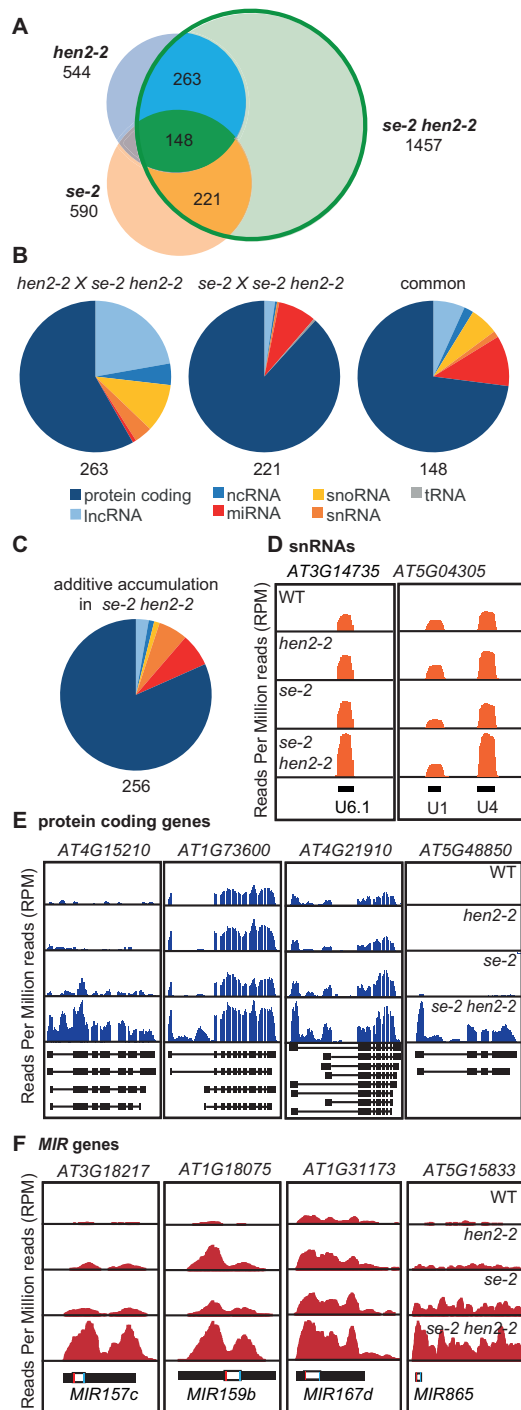 A
hen2-2
544
263
148
se-2 hen2-2
1457
se-2
590
221
B
hen2-2 X se-2 hen2-2
se-2 X se-2 hen2-2
common
263
221
148
protein coding
ncRNA
snoRNA
tRNA
lncRNA
miRNA
snRNA
C
additive accumulation
in se-2 hen2-2
256
D snRNAs
AT3G14735
AT5G04305
Reads Per Million reads (RPM)
WT
hen2-2
se-2
se-2
hen2-2
U6.1
U1
U4
E protein coding genes
AT4G15210
AT1G73600
AT4G21910
AT5G48850
Reads Per Million reads (RPM)
WT
hen2-2
se-2
se-2 hen2-2
F MIR genes
AT3G18217
AT1G18075
AT1G31173
AT5G15833
Reads Per Million reads (RPM)
WT
hen2-2
se-2
se-2 hen2-2
MIR157c
MIR159b
MIR167d
MIR865